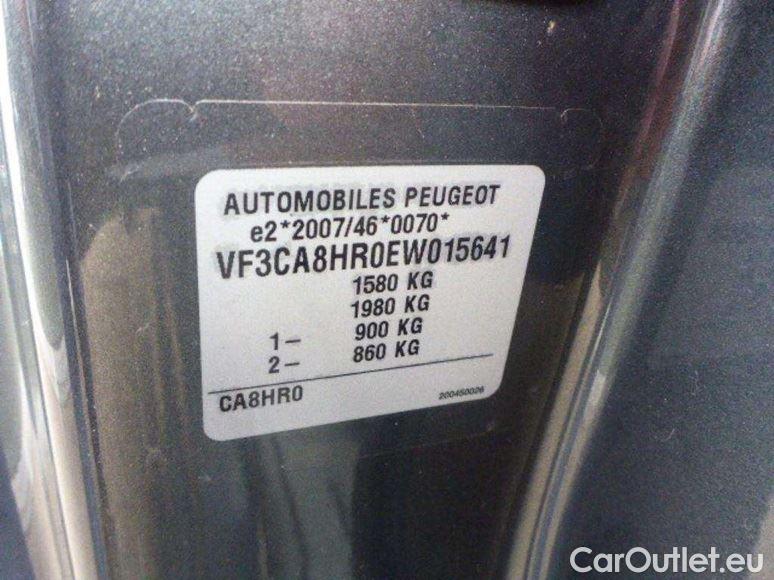 AUTOMOBILES PEUGEOT
e2*2007/46*0070*
VF3CA8HR0EW015641
1580 KG
1980 KG
1- 900 KG
2- 860 KG
CA8HR0 200450026
CarOutlet.eu